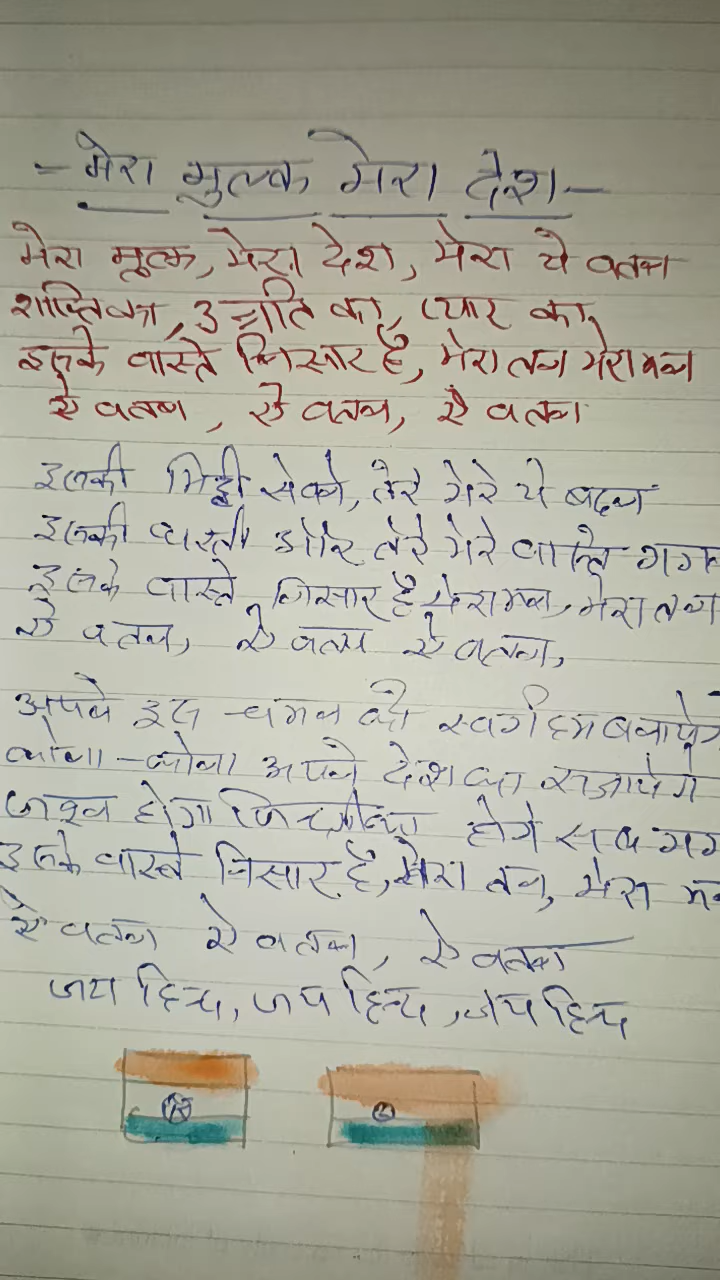 - मेरा मुल्क मेरा देश -
मेरा मुल्क, मेरा देश, मेरा ये वतन
शान्ति का, उन्नति का, प्यार का,
इसके वास्ते निसार है, मेरा तन मेरा मन
ऐ वतन, ऐ वतन, ऐ वतन
इसकी मिट्टी से बने, तेरे मेरे ये बदन
इसकी धरती और तेरे मेरे वास्ते गगन
इसके वास्ते निसार है मेरा मन, मेरा तन
ऐ वतन, ऐ वतन ऐ वतन,
अपने इस चमन को स्वर्ग हम बनायेगे
कोना-कोना अपने देश का सजायेगे
जश्न होगा जिन्दगी का होगे सब मग
इसके वास्ते निसार है, मेरा तन, मेरा मन
ऐ वतन ऐ वतन, ऐ वतन
जय हिन्द, जय हिन्द, जय हिन्द